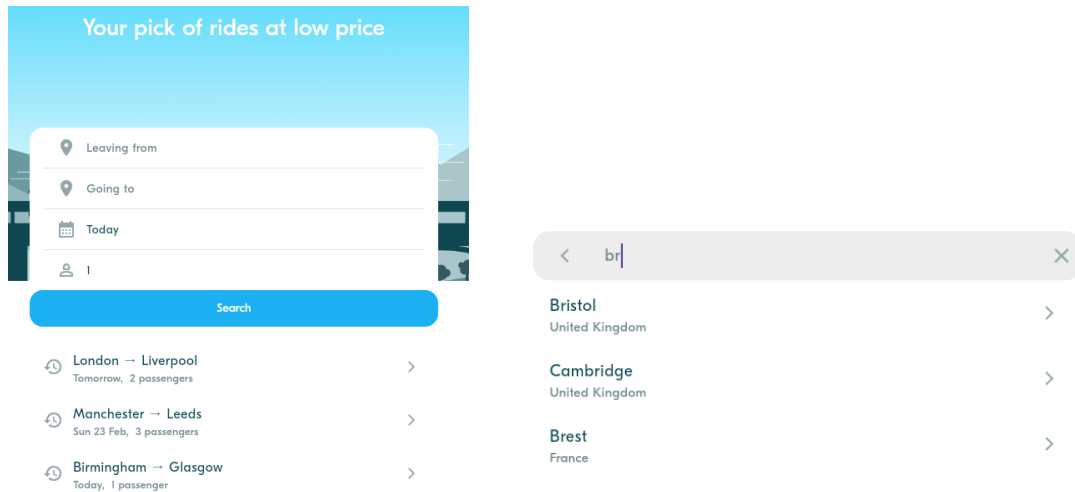 Your pick of rides at low price
Leaving from
Going to
Today
1
Search
London → Liverpool
Tomorrow, 2 passengers
Manchester → Leeds
Sun 23 Feb, 3 passengers
Birmingham → Glasgow
Today, 1 passenger
br
Bristol
United Kingdom
Cambridge
United Kingdom
Brest
France